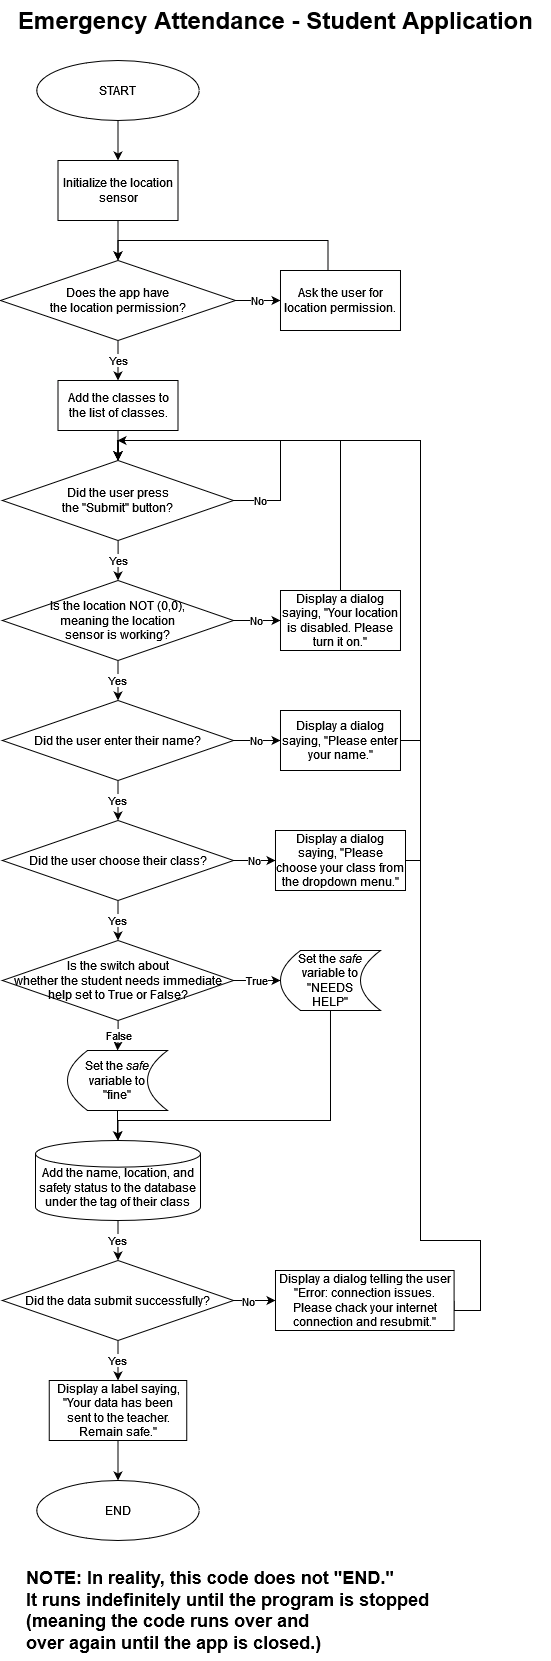 Emergency Attendance - Student Application
START
Initialize the location
sensor
Does the app have
the location permission?
No
Ask the user for
location permission.
Yes
Add the classes to
the list of classes.
Did the user press
the "Submit" button?
No
Yes
Is the location NOT (0,0),
meaning the location
sensor is working?
No
Display a dialog
saying, "Your location
is disabled. Please
turn it on."
Yes
Did the user enter their name?
No
Display a dialog
saying, "Please enter
your name."
Yes
Did the user choose their class?
No
Display a dialog
saying, "Please
choose your class from
the dropdown menu."
Yes
Is the switch about
whether the student needs immediate
help set to True or False?
True
Set the safe
variable to
"NEEDS
HELP"
False
Set the safe
variable to
"fine"
Add the name, location, and
safety status to the database
under the tag of their class
Yes
Did the data submit successfully?
No
Display a dialog telling the user
"Error: connection issues.
Please chack your internet
connection and resubmit."
Yes
Display a label saying,
"Your data has been
sent to the teacher.
Remain safe."
END
NOTE: In reality, this code does not "END."
It runs indefinitely until the program is stopped
(meaning the code runs over and
over again until the app is closed.)